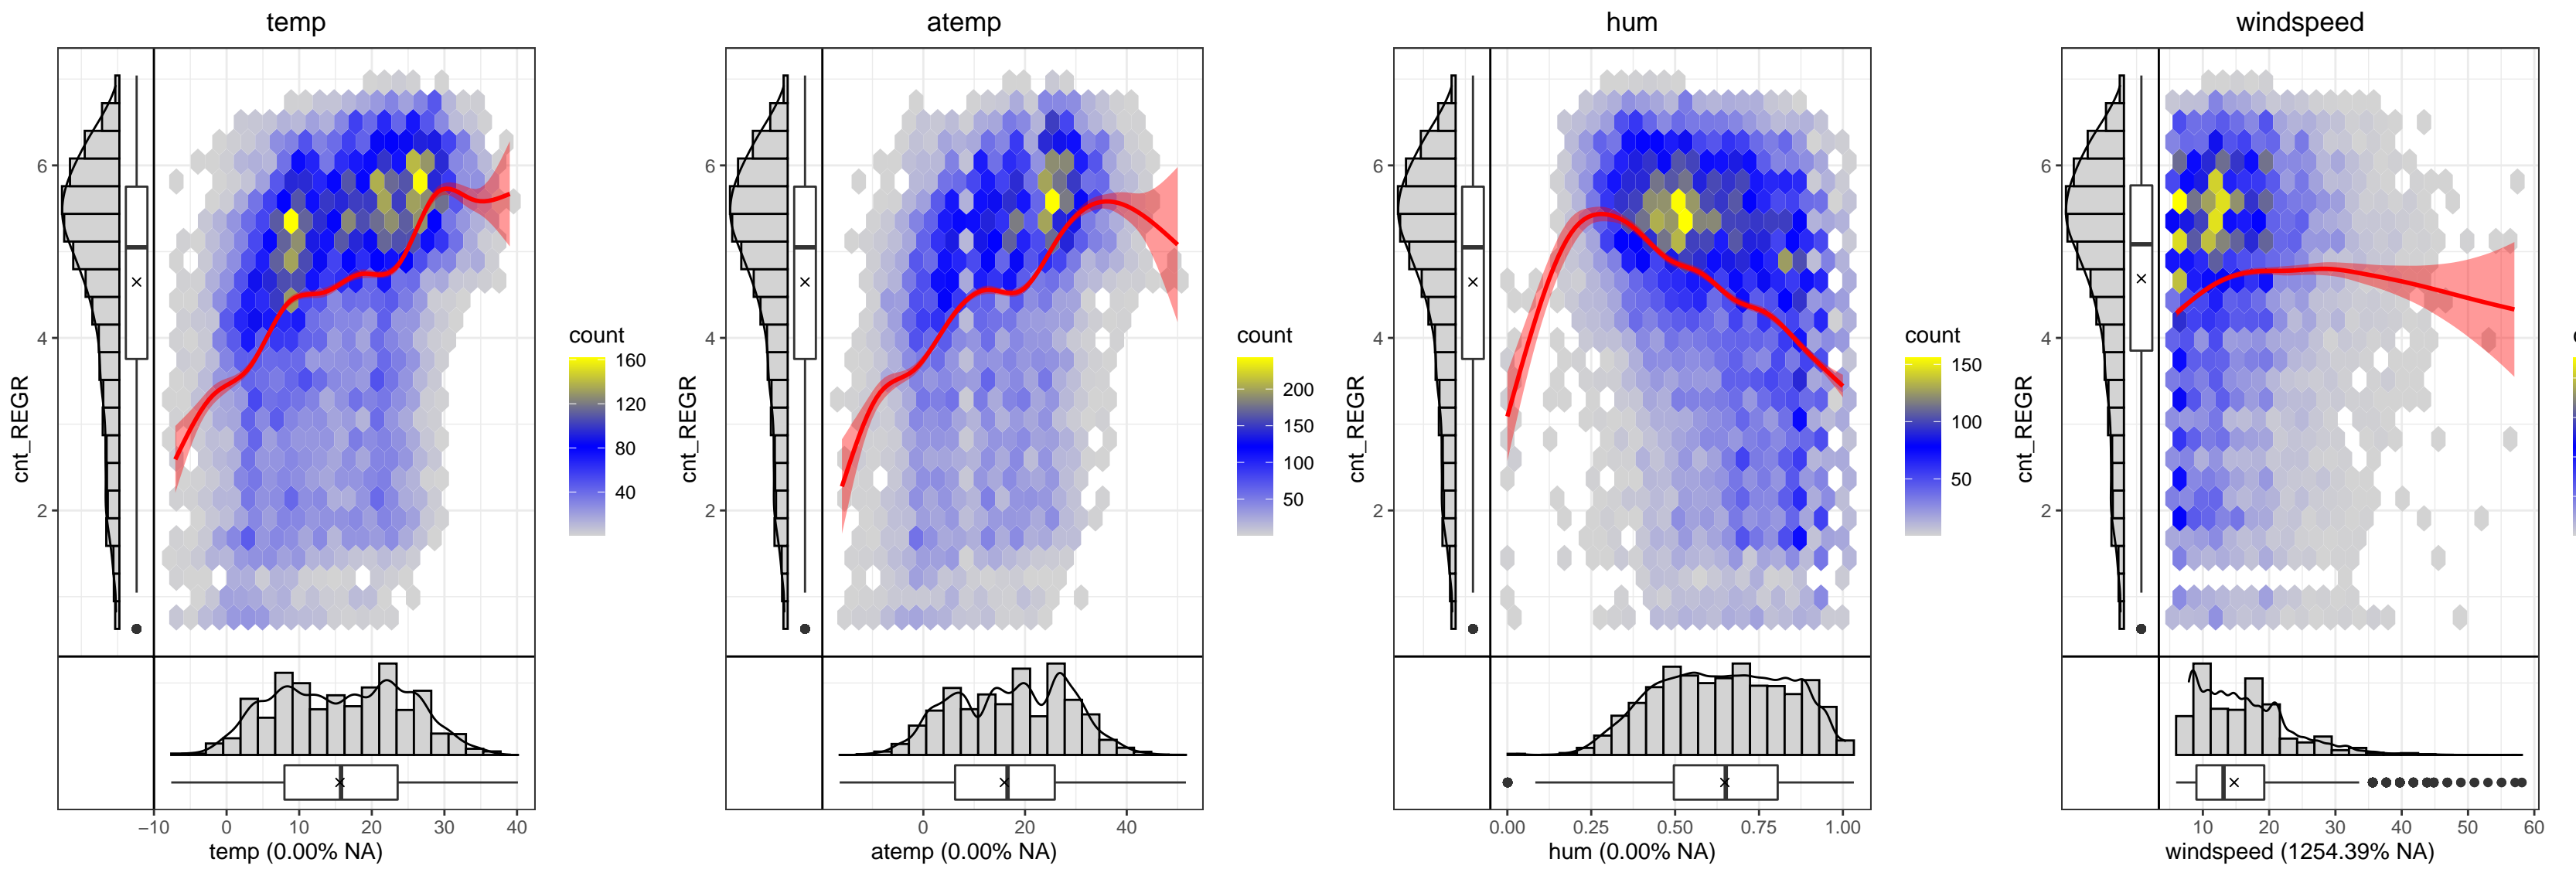 temp
atemp
hum
windspeed
cnt_REGR
6
4
2
−10 0 10 20 30 40
temp (0.00% NA)
count
160
120
80
40
cnt_REGR
6
4
2
0 20 40
atemp (0.00% NA)
count
200
150
100
50
cnt_REGR
6
4
2
0.00 0.25 0.50 0.75 1.00
hum (0.00% NA)
count
150
100
50
cnt_REGR
6
4
2
10 20 30 40 50 60
windspeed (1254.39% NA)